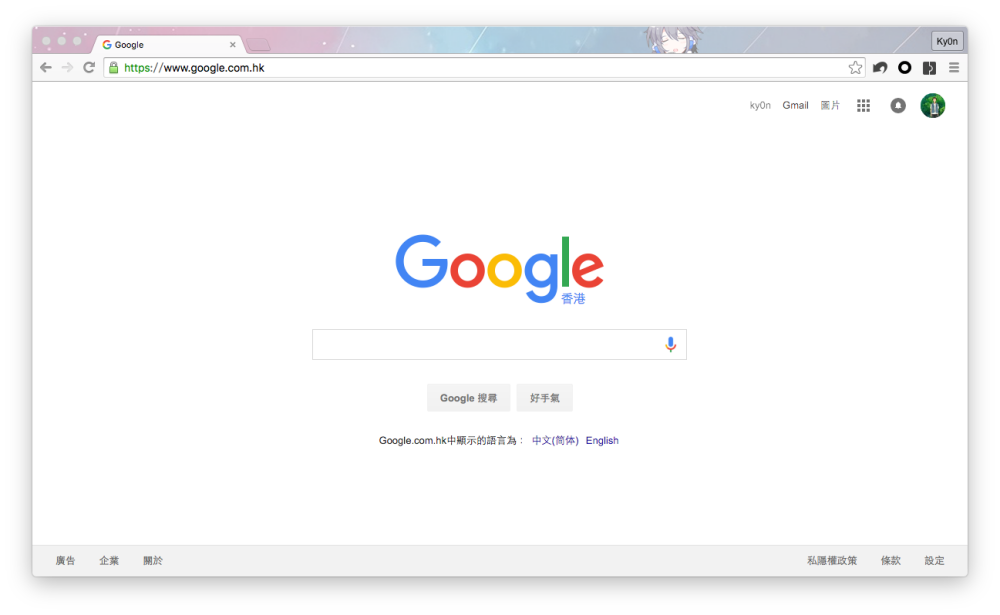 Google
Ky0n
https://www.google.com.hk
ky0n Gmail 圖片
Google
香港
Google 搜尋 好手氣
Google.com.hk中顯示的語言為： 中文(简体) English
廣告 企業 關於 私隱權政策 條款 設定